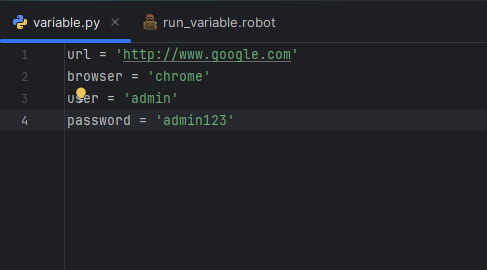 variable.py
run_variable.robot
1 url = 'http://www.google.com'
2 browser = 'chrome'
3 user = 'admin'
4 password = 'admin123'